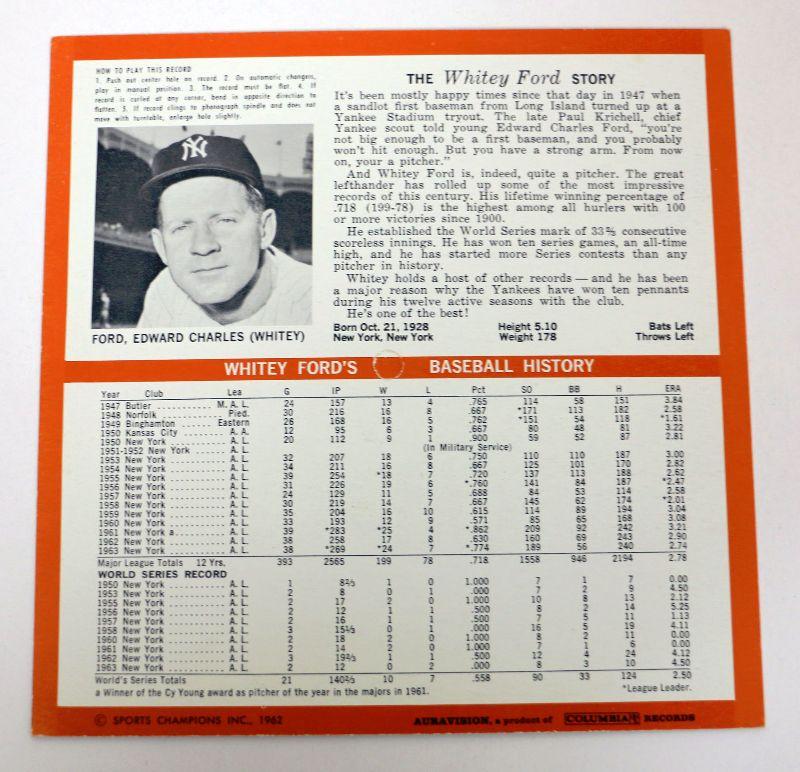 HOW TO PLAY THIS RECORD
1. Push out center hole on record. 2. On automatic changers,
play in manual position. 3. The record must be flat. 4. If
record is curled at any corner, bend in opposite direction to
flatten. 5. If record clings to phonograph spindle and does not
move with turntable, enlarge hole slightly.
NY
FORD, EDWARD CHARLES (WHITEY)
THE Whitey Ford STORY
It's been mostly happy times since that day in 1947 when
a sandlot first baseman from Long Island turned up at a
Yankee Stadium tryout. The late Paul Krichell, chief
Yankee scout told young Edward Charles Ford, "you're
not big enough to be a first baseman, and you probably
won't hit enough. But you have a strong arm. From now
on, your a pitcher."
And Whitey Ford is, indeed, quite a pitcher. The great
lefthander has rolled up some of the most impressive
records of this century. His lifetime winning percentage of
.718 (199-78) is the highest among all hurlers with 100
or more victories since 1900.
He established the World Series mark of 33⅔ consecutive
scoreless innings. He has won ten series games, an all-time
high, and he has started more Series contests than any
pitcher in history.
Whitey holds a host of other records — and he has been
a major reason why the Yankees have won ten pennants
during his twelve active seasons with the club.
He's one of the best!
Born Oct. 21, 1928 Height 5.10 Bats Left
New York, New York Weight 178 Throws Left
WHITEY FORD'S BASEBALL HISTORY
Year Club Lea G IP W L Pct SO BB H ERA
1947 Butler ........... M. A. L. 24 157 13 4 .765 114 58 151 3.84
1948 Norfolk ........... Pied. 30 216 16 8 .667 *171 113 182 2.58
1949 Binghamton ...... Eastern 26 168 16 5 *.762 *151 54 118 *1.61
1950 Kansas City ....... A. A. 12 95 6 3 .667 80 48 81 3.22
1950 New York ......... A. L. 20 112 9 1 .900 59 52 87 2.81
1951-1952 New York ..... A. L. (In Military Service)
1953 New York ......... A. L. 32 207 18 6 .750 110 110 187 3.00
1954 New York ......... A. L. 34 211 16 8 .667 125 101 170 2.82
1955 New York ......... A. L. 39 254 *18 7 .720 137 113 188 2.62
1956 New York ......... A. L. 31 226 19 6 *.760 141 84 187 *2.47
1957 New York ......... A. L. 24 129 11 5 .688 84 53 114 2.58
1958 New York ......... A. L. 30 219 14 7 .667 145 62 174 *2.01
1959 New York ......... A. L. 35 204 16 10 .615 114 89 194 3.04
1960 New York ......... A. L. 33 193 12 9 .571 85 65 168 3.08
1961 New York a........ A. L. 39 *283 *25 4 *.862 209 92 242 3.21
1962 New York ......... A. L. 38 258 17 8 .630 160 69 243 2.90
1963 New York ......... A. L. 38 *269 *24 7 *.774 189 56 240 2.74
Major League Totals 12 Yrs. 393 2565 199 78 .718 1558 946 2194 2.78
WORLD SERIES RECORD
1950 New York ......... A. L. 1 8⅔ 1 0 1.000 7 1 7 0.00
1953 New York ......... A. L. 2 8 0 1 .000 7 2 9 4.50
1955 New York ......... A. L. 2 17 2 0 1.000 10 8 13 2.12
1956 New York ......... A. L. 2 12 1 1 .500 8 2 14 5.25
1957 New York ......... A. L. 2 16 1 1 .500 7 5 11 1.13
1958 New York ......... A. L. 3 15⅓ 0 1 .000 16 5 19 4.11
1960 New York ......... A. L. 2 18 2 0 1.000 8 2 11 0.00
1961 New York ......... A. L. 2 14 2 0 1.000 7 1 6 0.00
1962 New York ......... A. L. 3 19⅔ 1 1 .500 12 4 24 4.12
1963 New York ......... A. L. 2 12 0 2 .000 8 3 10 4.50
World's Series Totals 21 140⅔ 10 7 .558 90 33 124 2.50
a Winner of the Cy Young award as pitcher of the year in the majors in 1961. *League Leader.
© SPORTS CHAMPIONS INC., 1962 AURAVISION, a product of COLUMBIA RECORDS